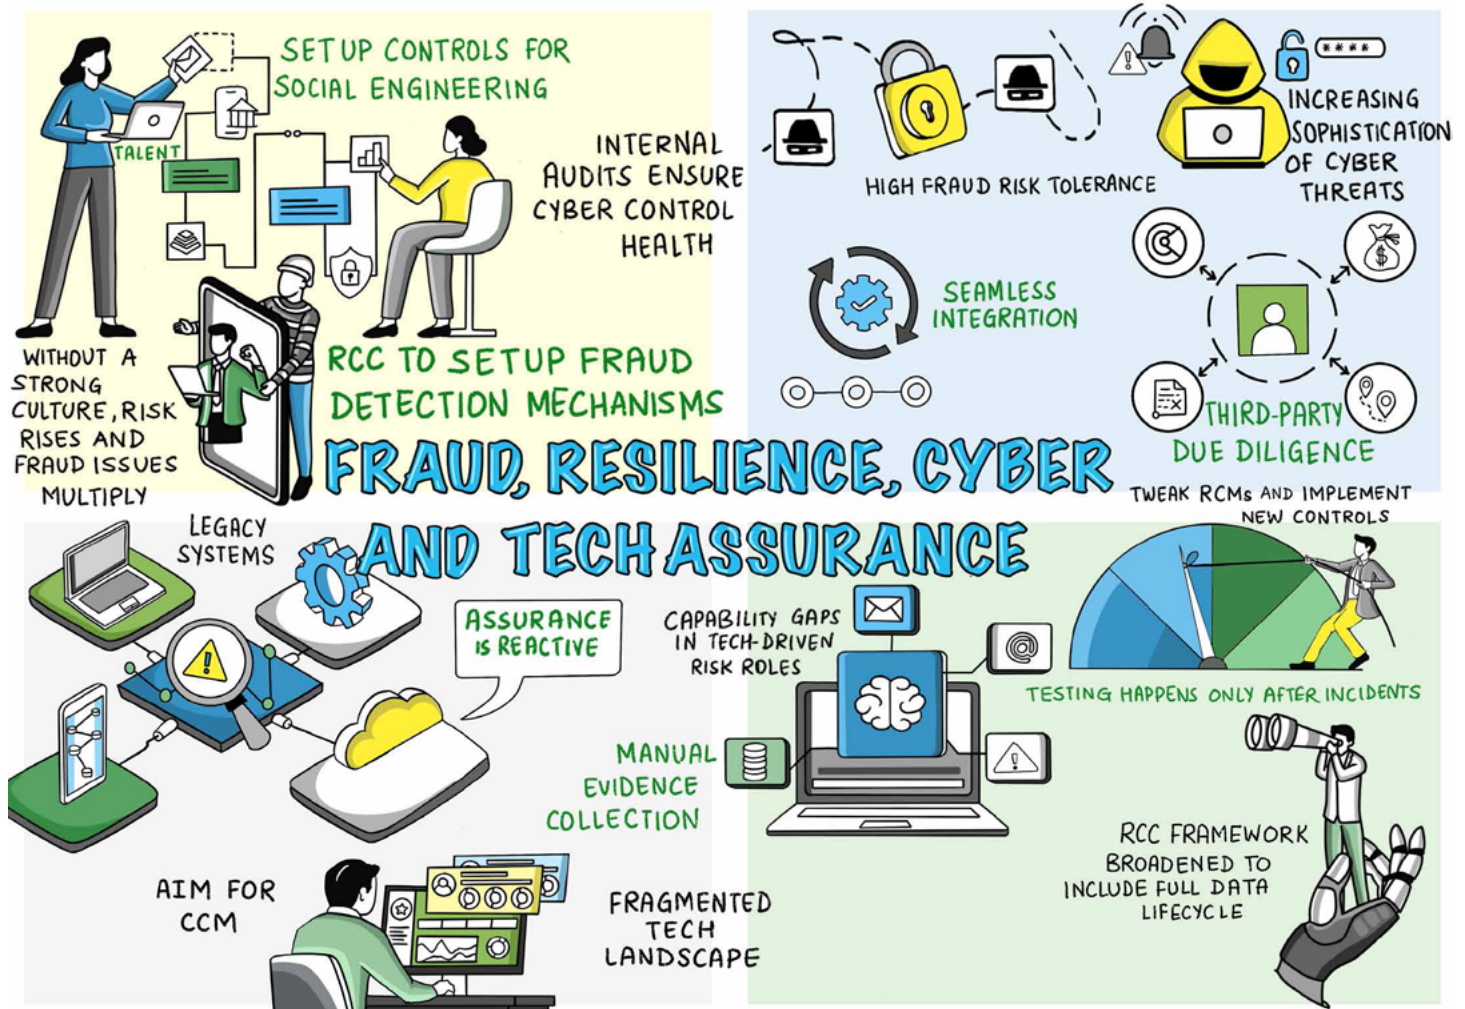 SET UP CONTROLS FOR
SOCIAL ENGINEERING
TALENT
INTERNAL
AUDITS ENSURE
CYBER CONTROL
HEALTH
WITHOUT A
STRONG
CULTURE, RISK
RISES AND
FRAUD ISSUES
MULTIPLY
RCC TO SETUP FRAUD
DETECTION MECHANISMS
HIGH FRAUD RISK TOLERANCE
****
INCREASING
SOPHISTICATION
OF CYBER
THREATS
SEAMLESS
INTEGRATION
$
THIRD-PARTY
DUE DILIGENCE
FRAUD, RESILIENCE, CYBER
AND TECH ASSURANCE
LEGACY
SYSTEMS
ASSURANCE
IS REACTIVE
MANUAL
EVIDENCE
COLLECTION
AIM FOR
CCM
FRAGMENTED
TECH
LANDSCAPE
TWEAK RCMs AND IMPLEMENT
NEW CONTROLS
CAPABILITY GAPS
IN TECH-DRIVEN
RISK ROLES
@
TESTING HAPPENS ONLY AFTER INCIDENTS
RCC FRAMEWORK
BROADENED TO
INCLUDE FULL DATA
LIFECYCLE